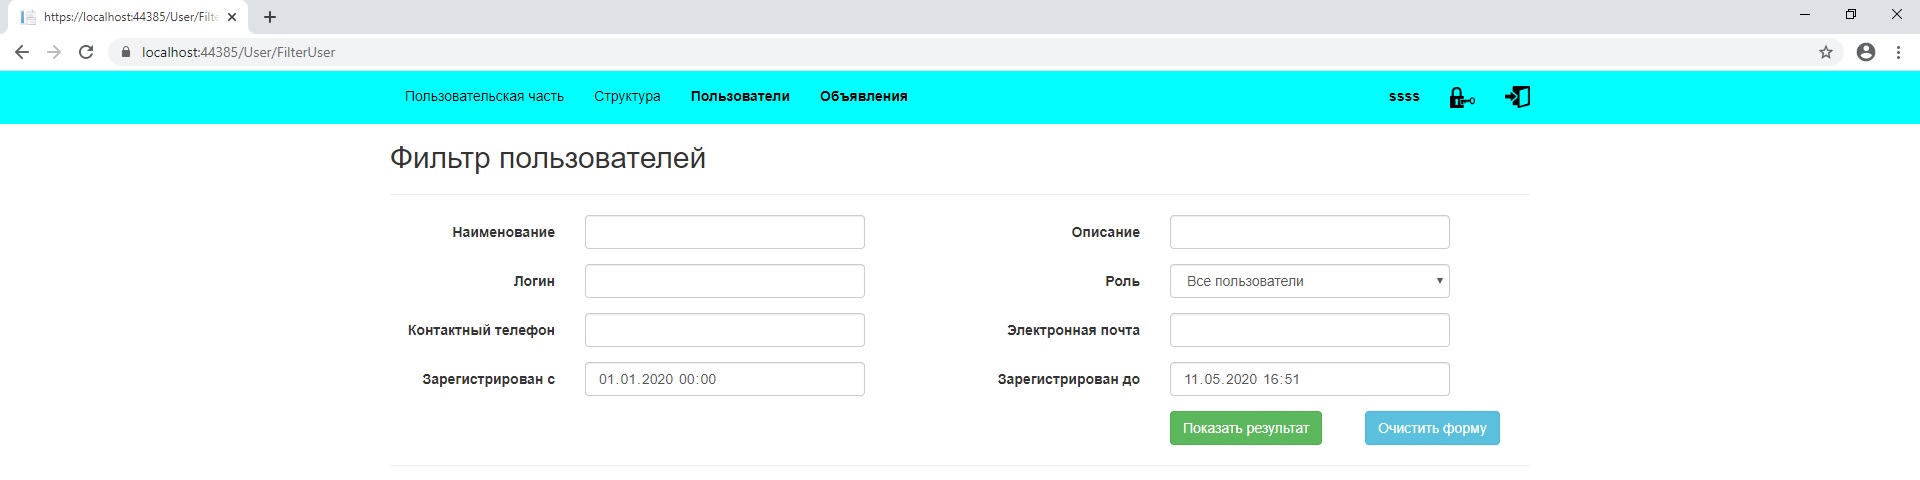 https://localhost:44385/User/Filte
localhost:44385/User/FilterUser
Пользовательская часть Структура Пользователи Объявления ssss
Фильтр пользователей
Наименование Описание
Логин Роль Все пользователи
Контактный телефон Электронная почта
Зарегистрирован с 01.01.2020 00:00 Зарегистрирован до 11.05.2020 16:51
Показать результат Очистить форму